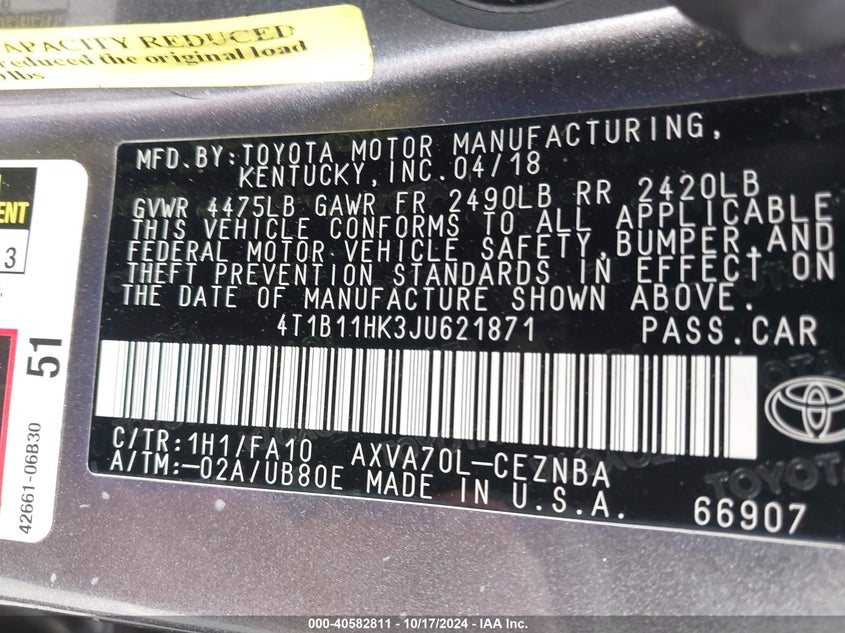 CAPACITY REDUCED
reduced the original load
lbs
MFD. BY: TOYOTA MOTOR MANUFACTURING,
KENTUCKY, INC. 04/18
GVWR 4475LB GAWR FR 2490LB RR 2420LB
THIS VEHICLE CONFORMS TO ALL APPLICABLE
FEDERAL MOTOR VEHICLE SAFETY, BUMPER, AND
THEFT PREVENTION STANDARDS IN EFFECT ON
THE DATE OF MANUFACTURE SHOWN ABOVE.
4T1B11HK3JU621871 PASS.CAR
C/TR:1H1/FA10 AXVA70L-CEZNBA
A/TM:-02A/UB80E MADE IN U.S.A.
66907
TOYOTA
3
51
42661-06B30
000-40582811 - 10/17/2024 - IAA Inc.